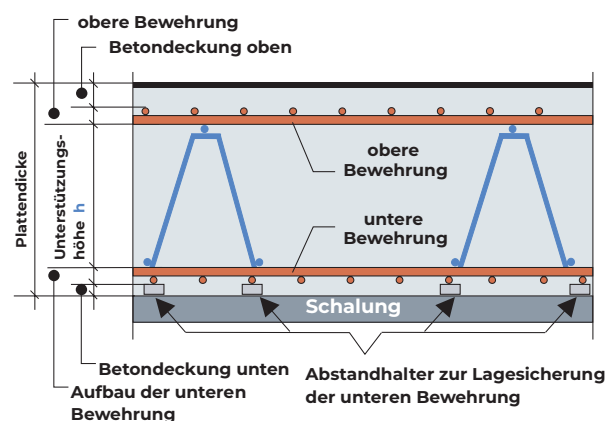 obere Bewehrung
Betondeckung oben
Plattendicke
Unterstützungs-
höhe h
obere
Bewehrung
untere
Bewehrung
Schalung
Betondeckung unten
Aufbau der unteren
Bewehrung
Abstandhalter zur Lagesicherung
der unteren Bewehrung